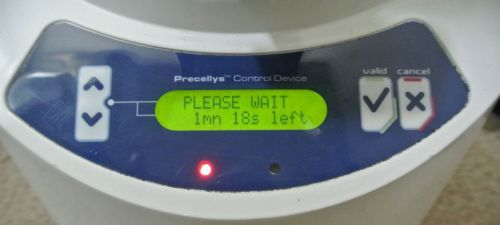 Precellys™ Control Device
valid cancel
PLEASE WAIT
1mn 18s left